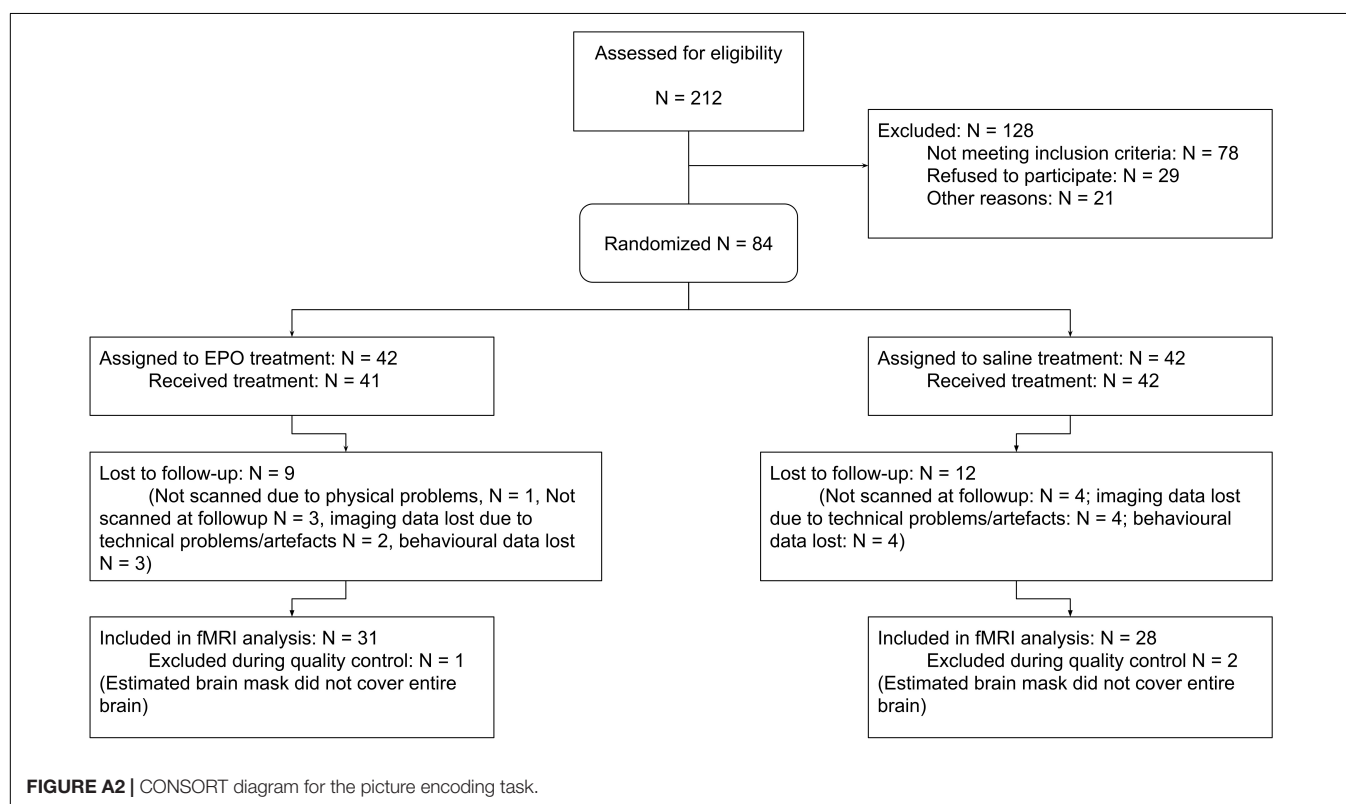 Assessed for eligibility
N = 212
Excluded: N = 128
Not meeting inclusion criteria: N = 78
Refused to participate: N = 29
Other reasons: N = 21
Randomized N = 84
Assigned to EPO treatment: N = 42
Received treatment: N = 41
Assigned to saline treatment: N = 42
Received treatment: N = 42
Lost to follow-up: N = 9
(Not scanned due to physical problems, N = 1, Not
scanned at followup N = 3, imaging data lost due to
technical problems/artefacts N = 2, behavioural data lost
N = 3)
Lost to follow-up: N = 12
(Not scanned at followup: N = 4; imaging data lost
due to technical problems/artefacts: N = 4; behavioural
data lost: N = 4)
Included in fMRI analysis: N = 31
Excluded during quality control: N = 1
(Estimated brain mask did not cover entire
brain)
Included in fMRI analysis: N = 28
Excluded during quality control N = 2
(Estimated brain mask did not cover entire
brain)
FIGURE A2 | CONSORT diagram for the picture encoding task.